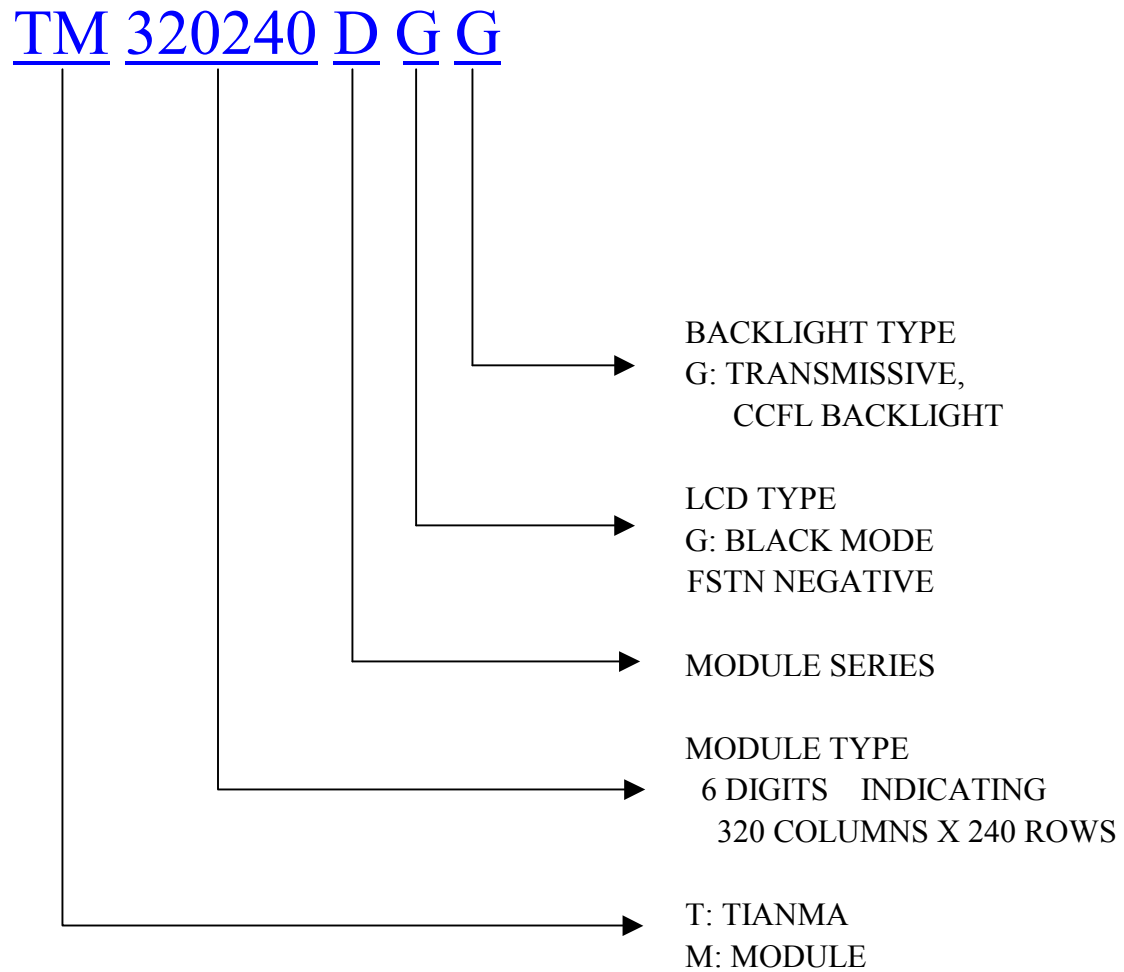 TM 320240 D G G
BACKLIGHT TYPE
G: TRANSMISSIVE,
CCFL BACKLIGHT
LCD TYPE
G: BLACK MODE
FSTN NEGATIVE
MODULE SERIES
MODULE TYPE
6 DIGITS INDICATING
320 COLUMNS X 240 ROWS
T: TIANMA
M: MODULE